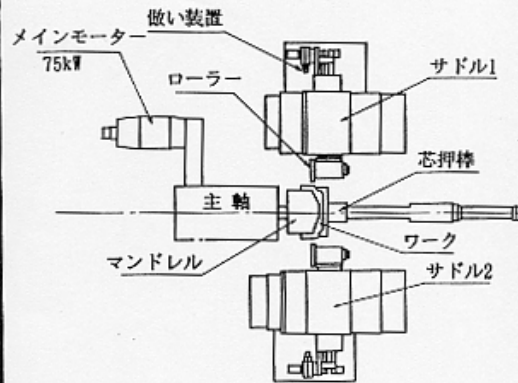 倣い装置
メインモーター
75kW
ローラー
サドル1
芯押棒
主 軸
ワーク
マンドレル
サドル2